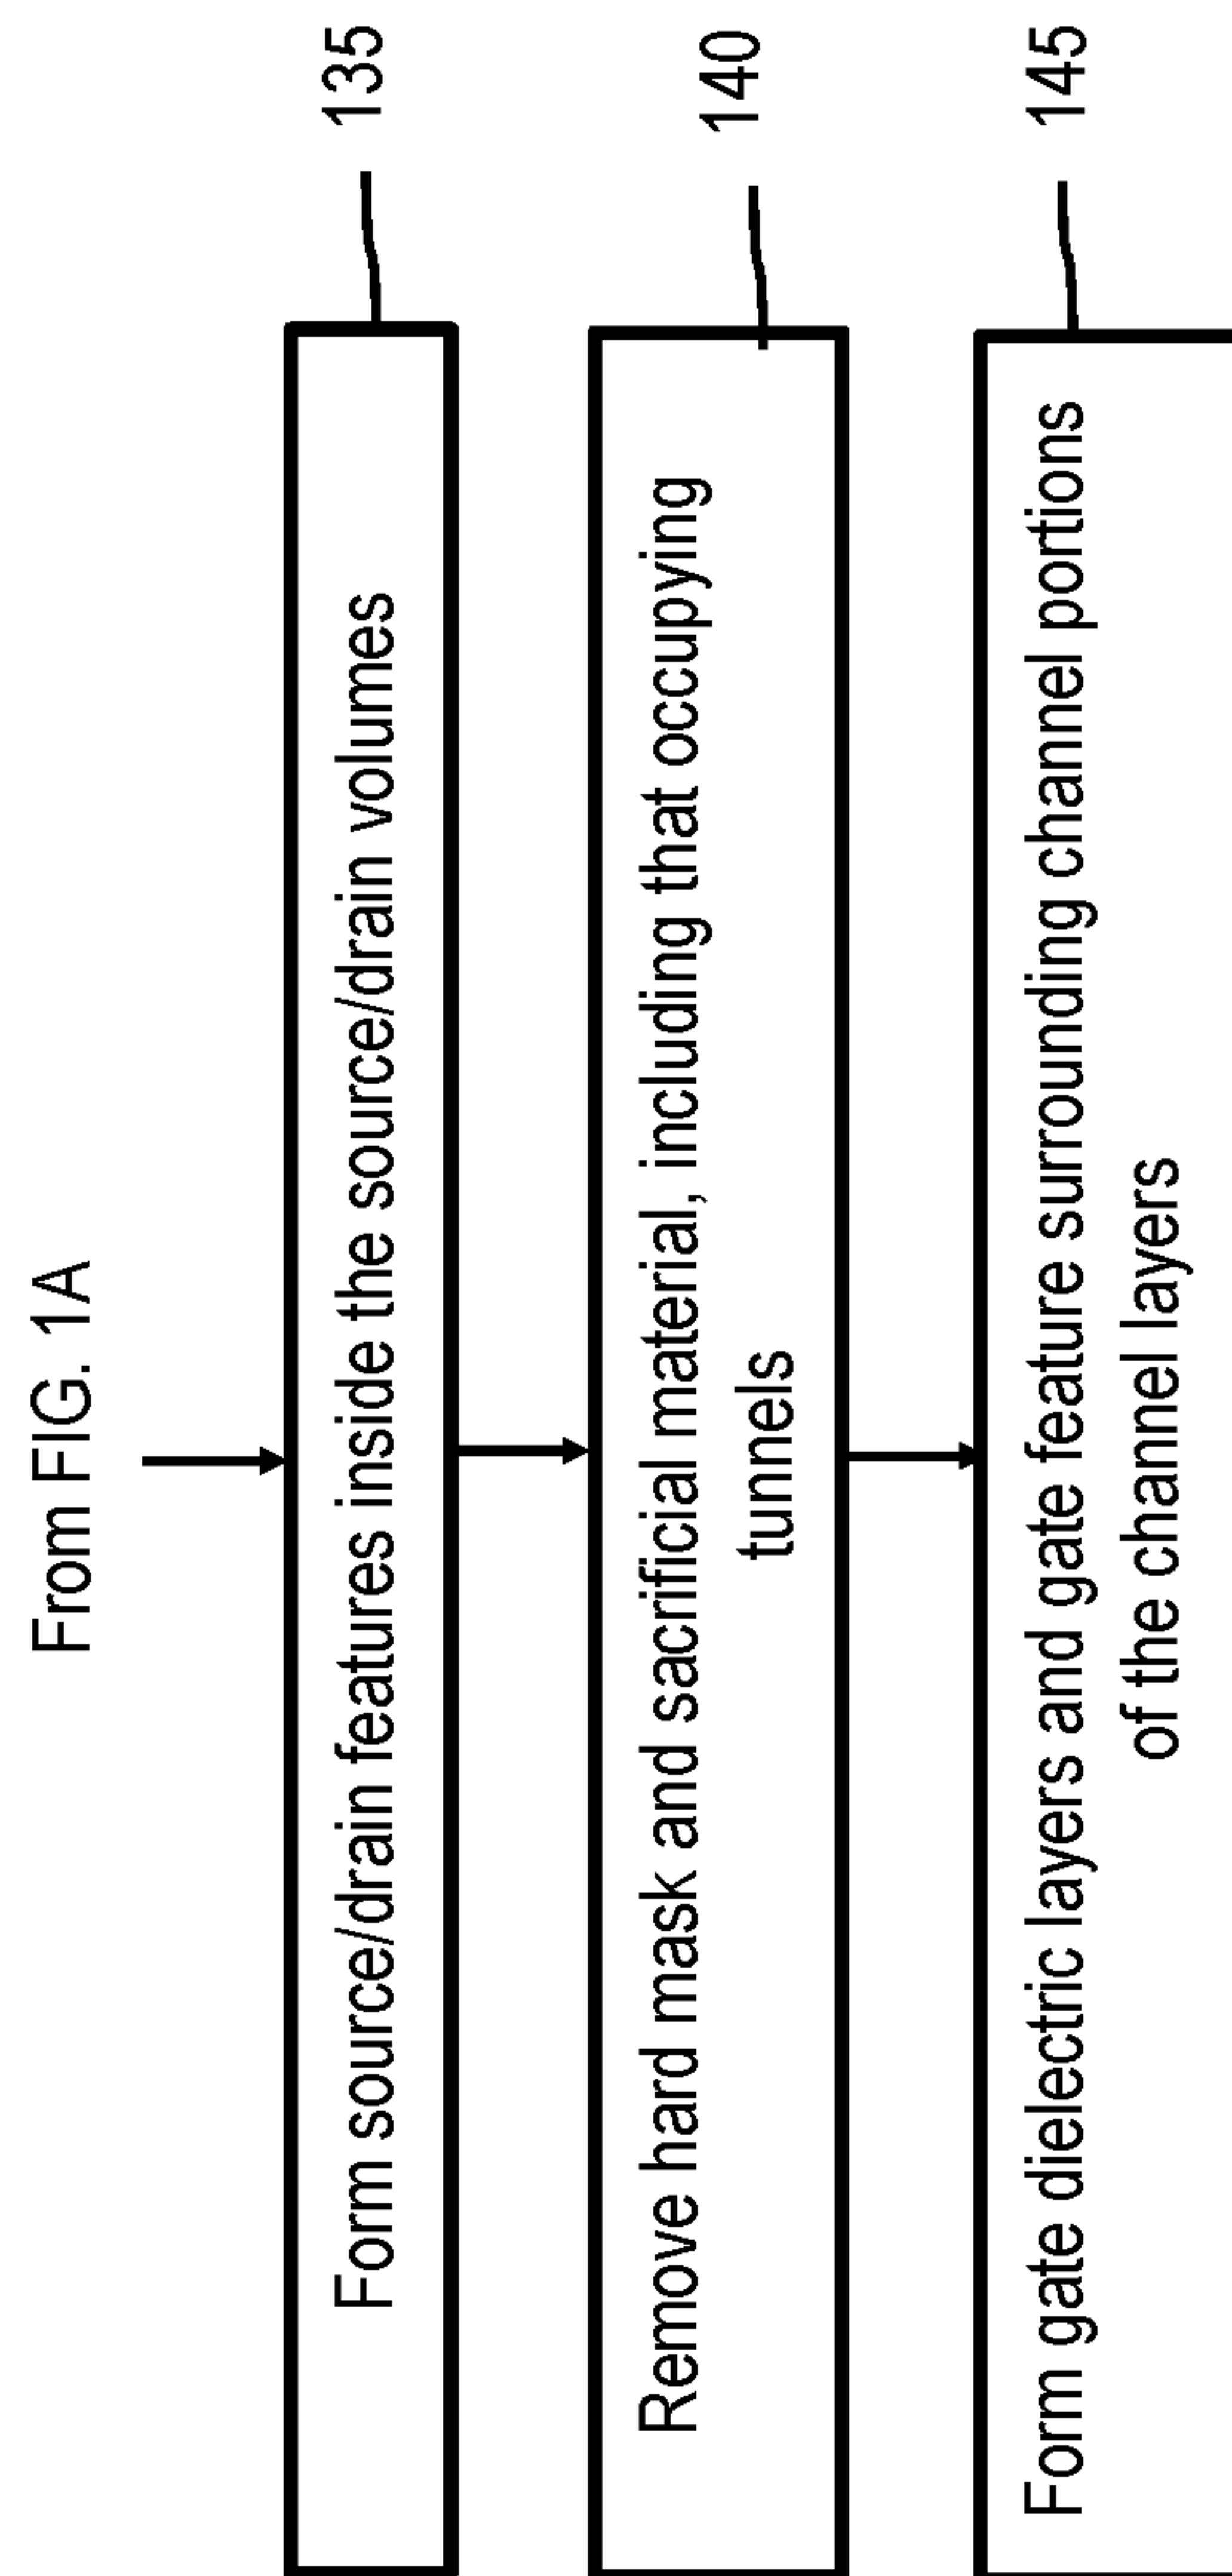 From FIG. 1A
Form source/drain features inside the source/drain volumes
135
Remove hard mask and sacrificial material, including that occupying
tunnels
140
Form gate dielectric layers and gate feature surrounding channel portions
of the channel layers
145